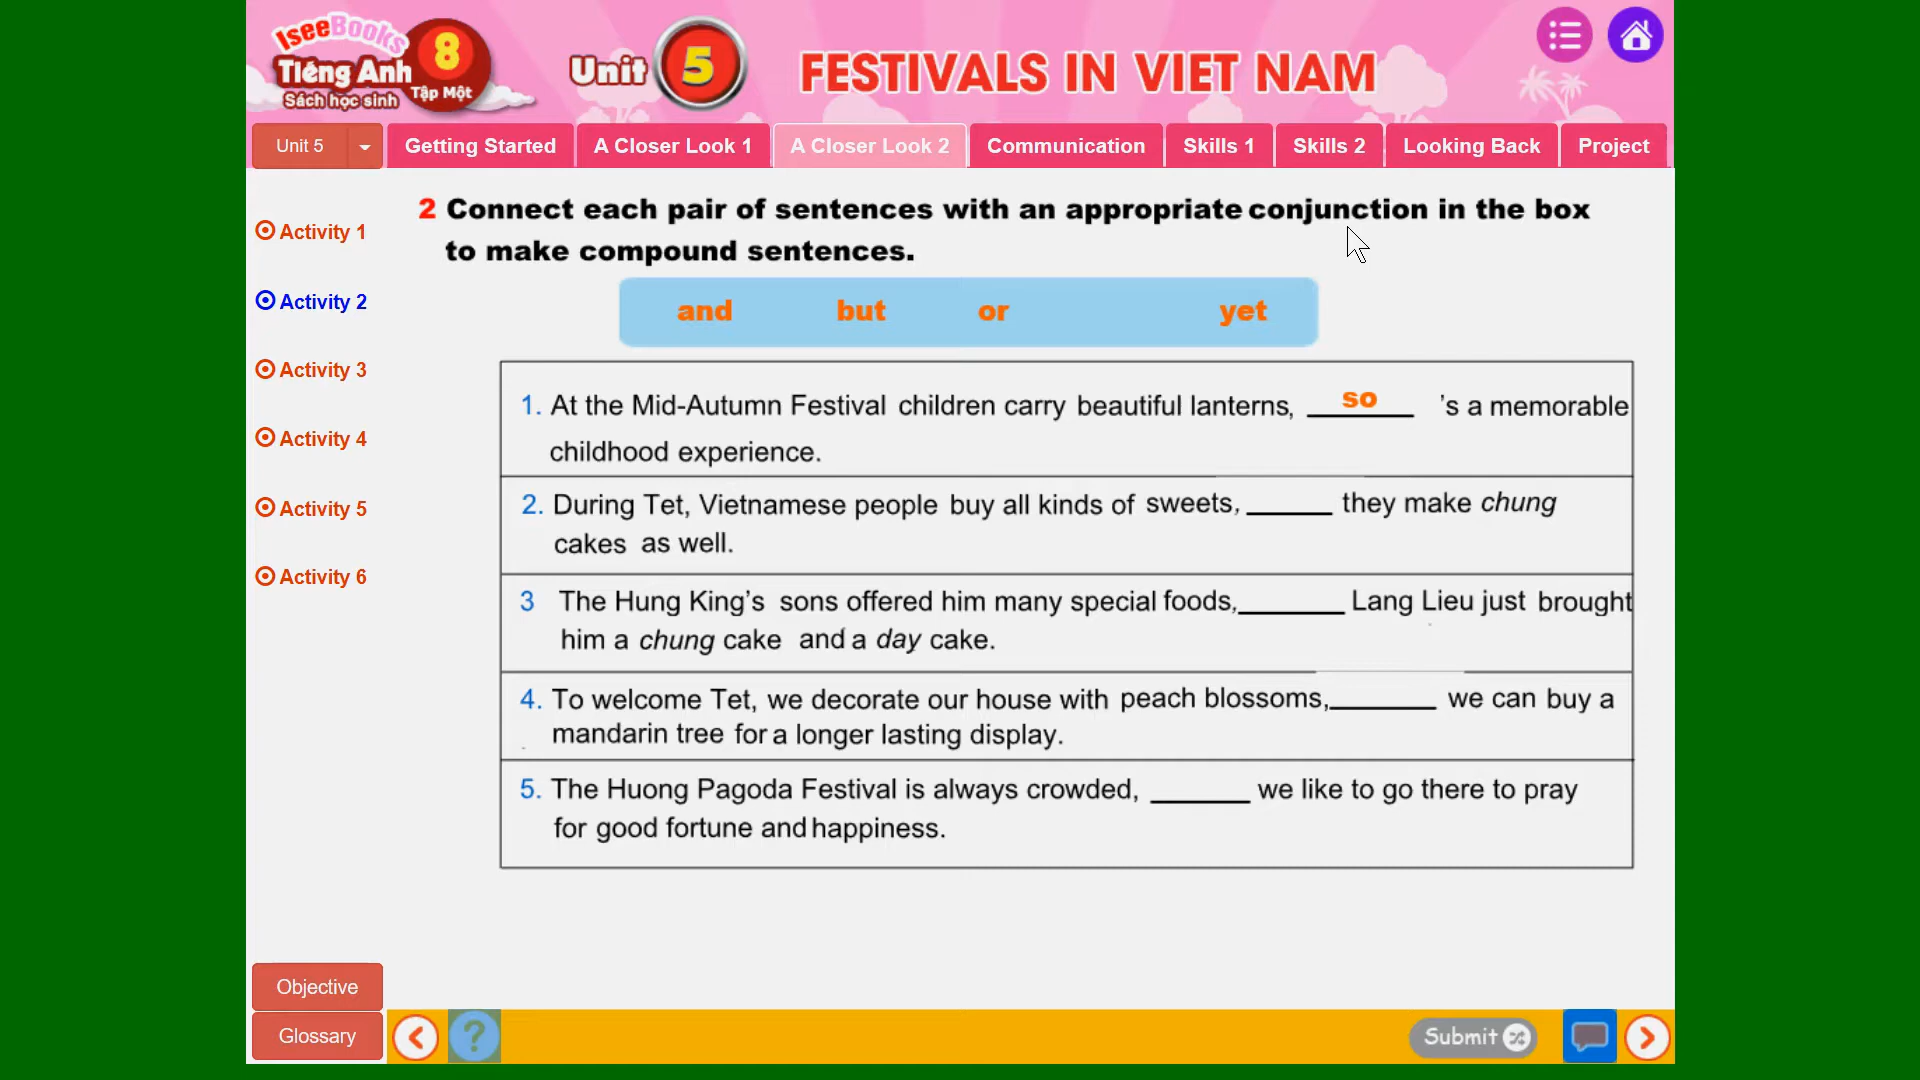 IseeBooks
Tiếng Anh 8
Sách học sinh Tập Một
Unit 5
FESTIVALS IN VIET NAM
Unit 5
Getting Started
A Closer Look 1
A Closer Look 2
Communication
Skills 1
Skills 2
Looking Back
Project
Activity 1
Activity 2
Activity 3
Activity 4
Activity 5
Activity 6
2 Connect each pair of sentences with an appropriate conjunction in the box
to make compound sentences.
and but or yet
1. At the Mid-Autumn Festival children carry beautiful lanterns, so 's a memorable
childhood experience.
2. During Tet, Vietnamese people buy all kinds of sweets, ______ they make chung
cakes as well.
3 The Hung King's sons offered him many special foods,_______ Lang Lieu just brought
him a chung cake and a day cake.
4. To welcome Tet, we decorate our house with peach blossoms,_______ we can buy a
mandarin tree for a longer lasting display.
5. The Huong Pagoda Festival is always crowded, _______ we like to go there to pray
for good fortune and happiness.
Objective
Glossary
?
Submit